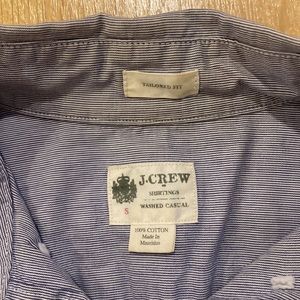 TAILORED FIT
J.CREW
SHIRTINGS
S
WASHED CASUAL
100% COTTON
Made In
Mauritius